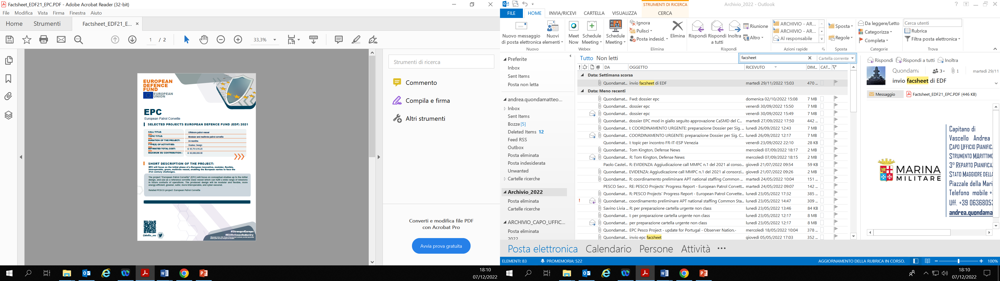 Factsheet_EDF21_EPC.PDF - Adobe Acrobat Reader (32-bit)
File Modifica Vista Firma Finestra Aiuto
Home Strumenti Factsheet_EDF21_E... ×
1 / 2 33,3%
EUROPEAN
DEFENCE
FUND
EUROPEAN
UNION
EPC
European Patrol Corvette
SELECTED PROJECTS EUROPEAN DEFENCE FUND (EDF) 2021
CALL TITLE: Offshore patrol vessel
TOPIC TITLE: Modular and multirole patrol corvette
DURATION OF THE PROJECT: 24 months
TYPE(S) OF ACTIVITIES: Studies; Design
ESTIMATED TOTAL COST: € 65,791,616.25
MAXIMUM EU CONTRIBUTION : € 60,000,000.00
SHORT DESCRIPTION OF THE PROJECT:
EPC will focus on the initial phase of a European innovative, modular, flexible,
interoperable, green, multirole vessel, enabling the European navies to face the
21st century challenges.
The project "European Patrol Corvette" (EPC) will focus on conceptual studies up to the initial
design, and use as a reference corvette class vessel which can fulfil a wide range of missions
in future contexts of operations. The produced design will be modular and flexible, more
energy-efficient, greener, safer, more interoperable, and cyber-secured.
Related PESCO project: European Patrol Corvette
@defis_eu
#StrongerEurope
#EUDefenceIndustry
Strumenti di ricerca
Commento
Compila e firma
Altri strumenti
Converti e modifica file PDF
con Acrobat Pro
Avvia prova gratuita
18:10
07/12/2022
STRUMENTI DI RICERCA Archivio_2022 - Outlook
FILE HOME INVIA/RICEVI CARTELLA VISUALIZZA CERCA
Nuovo messaggio
di posta elettronica
Nuovi
elementi
Nuovo
Meet
Now
Schedule
Meeting
Webex
Schedule
Meeting
Ignora
Pulisci
Posta indesid.
Elimina
Elimina
Rispondi
Rispondi
a tutti
Inoltra
Riunione
Altro
Rispondi
ARCHIVIO - AR...
ARCHIVIO - AR...
Al responsabile
Azioni rapide
Sposta
Regole
Sposta
Da leggere/Letto
Categorizza
Completa
Categorie
Cerca utenti
Rubrica
Filtra posta elettronica
Trova
Preferite
Inbox
Sent Items
Posta non letta
andrea.quondamatteo...
Inbox
Sent Items
Bozze [5]
Deleted Items 12
Feed RSS
Outbox
Posta eliminata
Posta indesiderata
Unwanted
Cartelle ricerche
Archivio_2022
Posta eliminata
Cartelle ricerche
ARCHIVIO_CAPO_UFFIC...
Posta eliminata
2022
Tutto Non letti
facsheet Cartella corrente
DA OGGETTO RICEVUTO DIM... CAT...
Data: Settimana scorsa
Quondamat... invio facsheet di EDF martedì 29/11/2022 15:03 470 ...
Data: Meno recenti
Quondamat... Fwd: dossier epc domenica 02/10/2022 15:08 7 MB
Quondamat... dossier epc venerdì 30/09/2022 15:50 7 MB
Quondamat... dossier epc venerdì 30/09/2022 15:49 7 MB
Quondamat... dossier EPC mod in giallo seguito approvazione CaSMD del C... martedì 27/09/2022 17:50 442 ...
Quondamat... I: COORDINAMENTO URGENTE: preparazione Dossier per Sig. ... lunedì 26/09/2022 12:43 7 MB
Quondamat... COORDINAMENTO URGENTE: preparazione Dossier per Sig. C... lunedì 26/09/2022 12:17 7 MB
Quondamat... I: topic per incontro FR-IT-ESP Venezia venerdì 23/09/2022 22:10 28 KB
Quondamat... Tom Kington, Defense News mercoledì 07/09/2022 18:17 2 MB
Quondamat... R: Tom Kington, Defense News mercoledì 07/09/2022 18:15 2 MB
Paolo Castel... R: EVIDENZA: Aggiudicazione call MMPC n.1 del 2021 al conso... giovedì 21/07/2022 09:54 59 KB
Quondamat... EVIDENZA: Aggiudicazione call MMPC n.1 del 2021 al consorzi... giovedì 21/07/2022 09:26 2 MB
Quondamat... R: coordinamento preliminare APT national staffing Common ... martedì 24/05/2022 10:04 151 ...
PESCO Secr... RE: PESCO Projects' Progress Report - European Patrol Corvett... martedì 24/05/2022 09:07 142 ...
Quondamat... R: PESCO Projects' Progress Report - European Patrol Corvette... lunedì 23/05/2022 17:32 385 ...
Quondamat... coordinamento preliminare APT national staffing Common Sta... lunedì 23/05/2022 14:47 309 ...
Savino Livia ... R: per preparazione cartella urgente non class lunedì 23/05/2022 13:46 84 KB
Quondamat... I: per preparazione cartella urgente non class lunedì 23/05/2022 12:17 8 MB
Quondamat... per preparazione cartella urgente non class lunedì 23/05/2022 12:17 8 MB
Quondamat... EPC Pesco Project - update for Portugal - Observer Nation.- mercoledì 18/05/2022 10:04 378 ...
Quondamat... invio epc facsheet giovedì 05/05/2022 17:03 352 ...
Rispondi Rispondi a tutti Inoltra
Quondama 3 1 martedì 29/11
invio facsheet di EDF
Messaggio Factsheet_EDF21_EPC.PDF (446 KB)
MARINA
MILITARE
Capitano di
Vascello Andrea
CAPO UFFICIO PIANIFIC
STRUMENTO MARITTIMO
3° REPARTO PIANIFICA
STATO MAGGIORE DELL
Piazzale della Mari
Telefono mobile +
Uff. +39 06368053
andrea.quondama
Posta elettronica Calendario Persone Attività ...
ELEMENTI: 83 PROMEMORIA: 522 AGGIORNAMENTO DELLA RUBRICA IN CORSO. 100%
18:10
07/12/2022